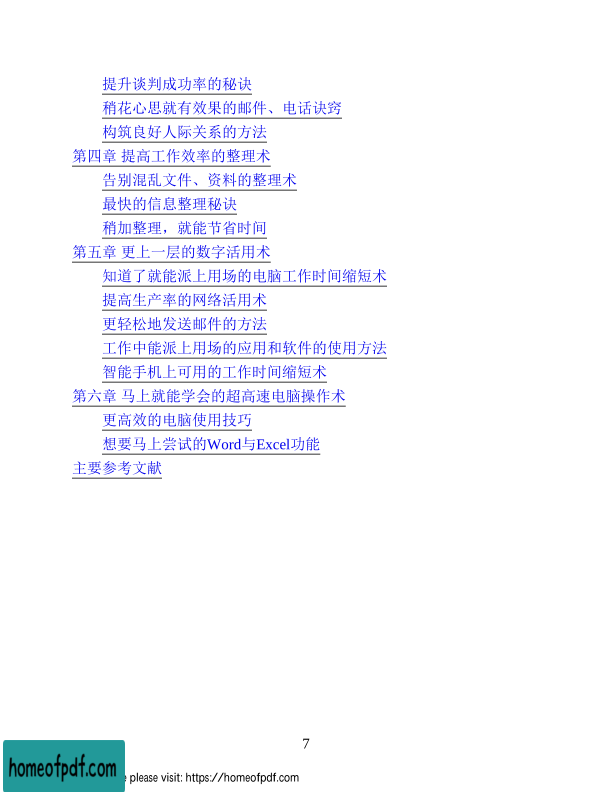 提升谈判成功率的秘诀
稍花心思就有效果的邮件、电话诀窍
构筑良好人际关系的方法
第四章 提高工作效率的整理术
告别混乱文件、资料的整理术
最快的信息整理秘诀
稍加整理，就能节省时间
第五章 更上一层的数字活用术
知道了就能派上用场的电脑工作时间缩短术
提高生产率的网络活用术
更轻松地发送邮件的方法
工作中能派上用场的应用和软件的使用方法
智能手机上可用的工作时间缩短术
第六章 马上就能学会的超高速电脑操作术
更高效的电脑使用技巧
想要马上尝试的Word与Excel功能
主要参考文献
7
homeofpdf.com
please visit: https://homeofpdf.com